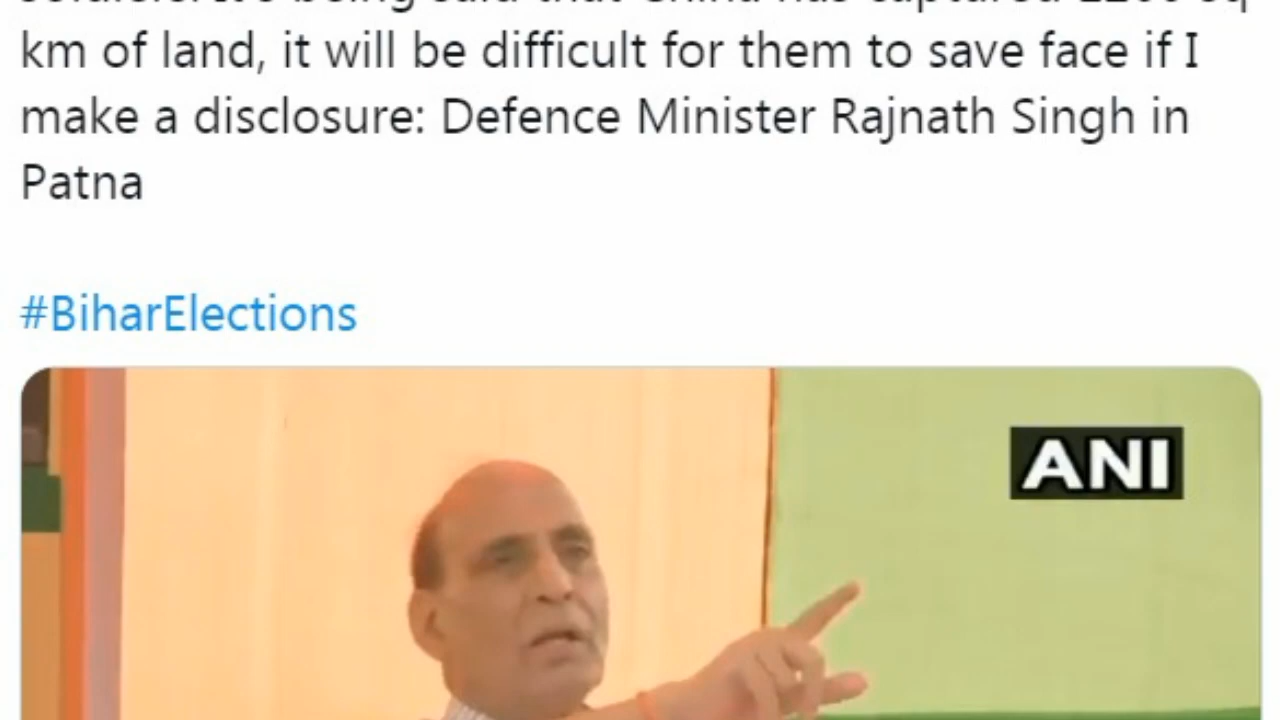 km of land, it will be difficult for them to save face if I
make a disclosure: Defence Minister Rajnath Singh in
Patna
#BiharElections
ANI